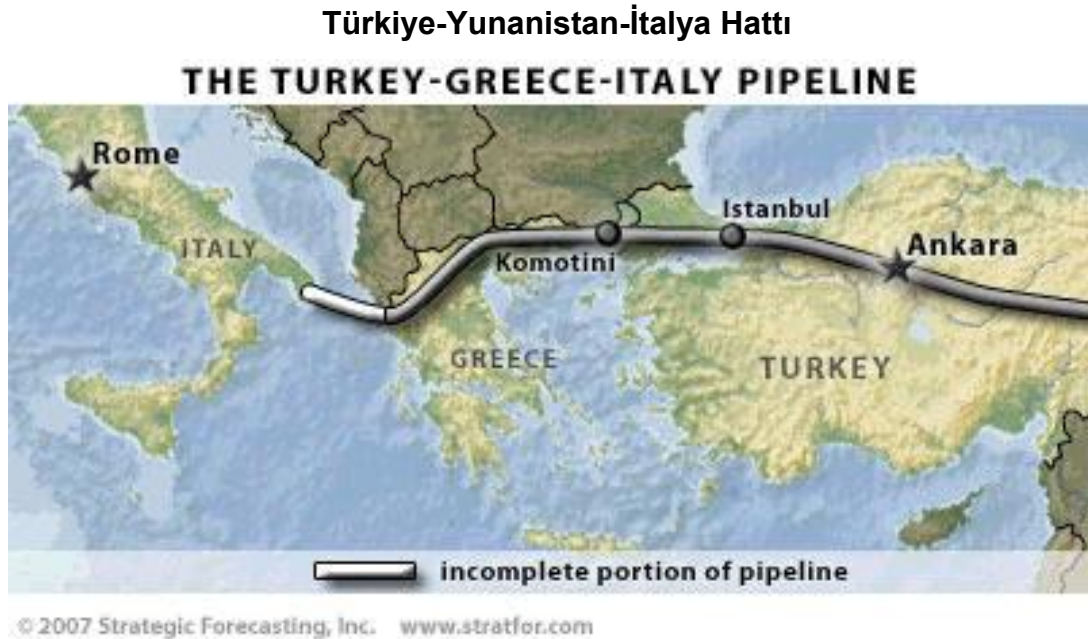 Türkiye-Yunanistan-İtalya Hattı
THE TURKEY-GREECE-ITALY PIPELINE
Rome
ITALY
Istanbul
Komotini
Ankara
GREECE
TURKEY
incomplete portion of pipeline
© 2007 Strategic Forecasting, Inc. www.stratfor.com